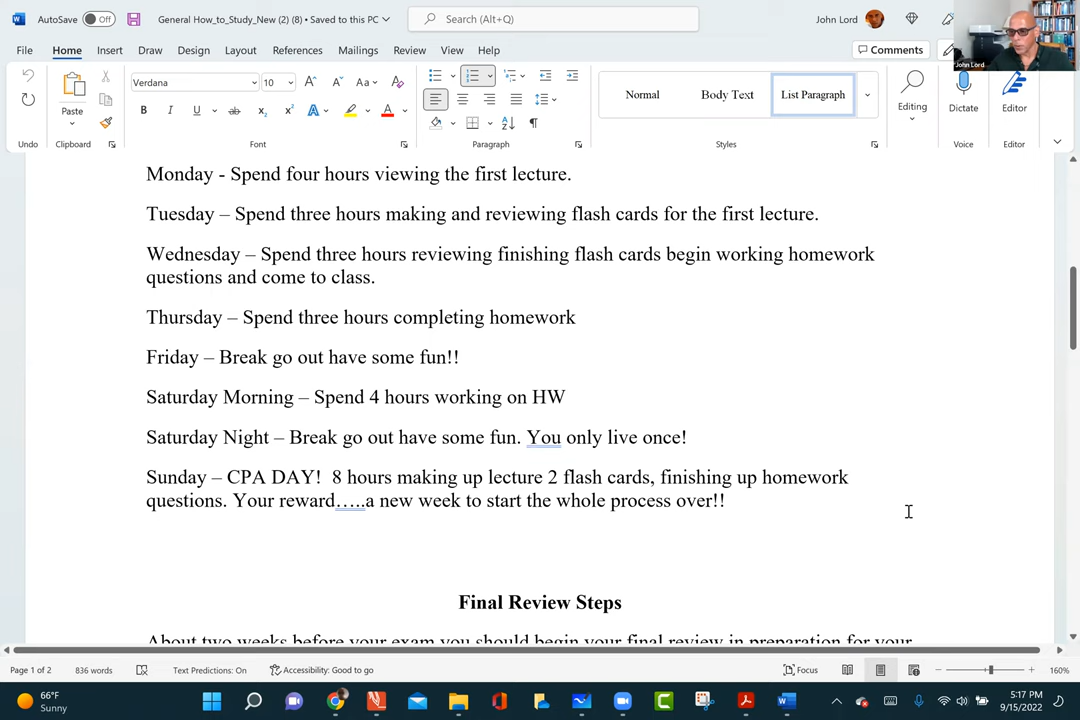 AutoSave Off General How_to_Study_New (2) (8) • Saved to this PC Search (Alt+Q) John Lord
File Home Insert Draw Design Layout References Mailings Review View Help Comments
John Lord
Verdana 10 Aa A
Paste B I U ab x₂ x² A A Normal Body Text List Paragraph Editing Dictate Editor
Undo Clipboard Font Paragraph Styles Voice Editor
Monday - Spend four hours viewing the first lecture.
Tuesday – Spend three hours making and reviewing flash cards for the first lecture.
Wednesday – Spend three hours reviewing finishing flash cards begin working homework
questions and come to class.
Thursday – Spend three hours completing homework
Friday – Break go out have some fun!!
Saturday Morning – Spend 4 hours working on HW
Saturday Night – Break go out have some fun. You only live once!
Sunday – CPA DAY!  8 hours making up lecture 2 flash cards, finishing up homework
questions. Your reward…..a new week to start the whole process over!!
Final Review Steps
About two weeks before your exam you should begin your final review in preparation for your
Page 1 of 2 836 words Text Predictions: On Accessibility: Good to go Focus 160%
66°F
Sunny
5:17 PM
9/15/2022